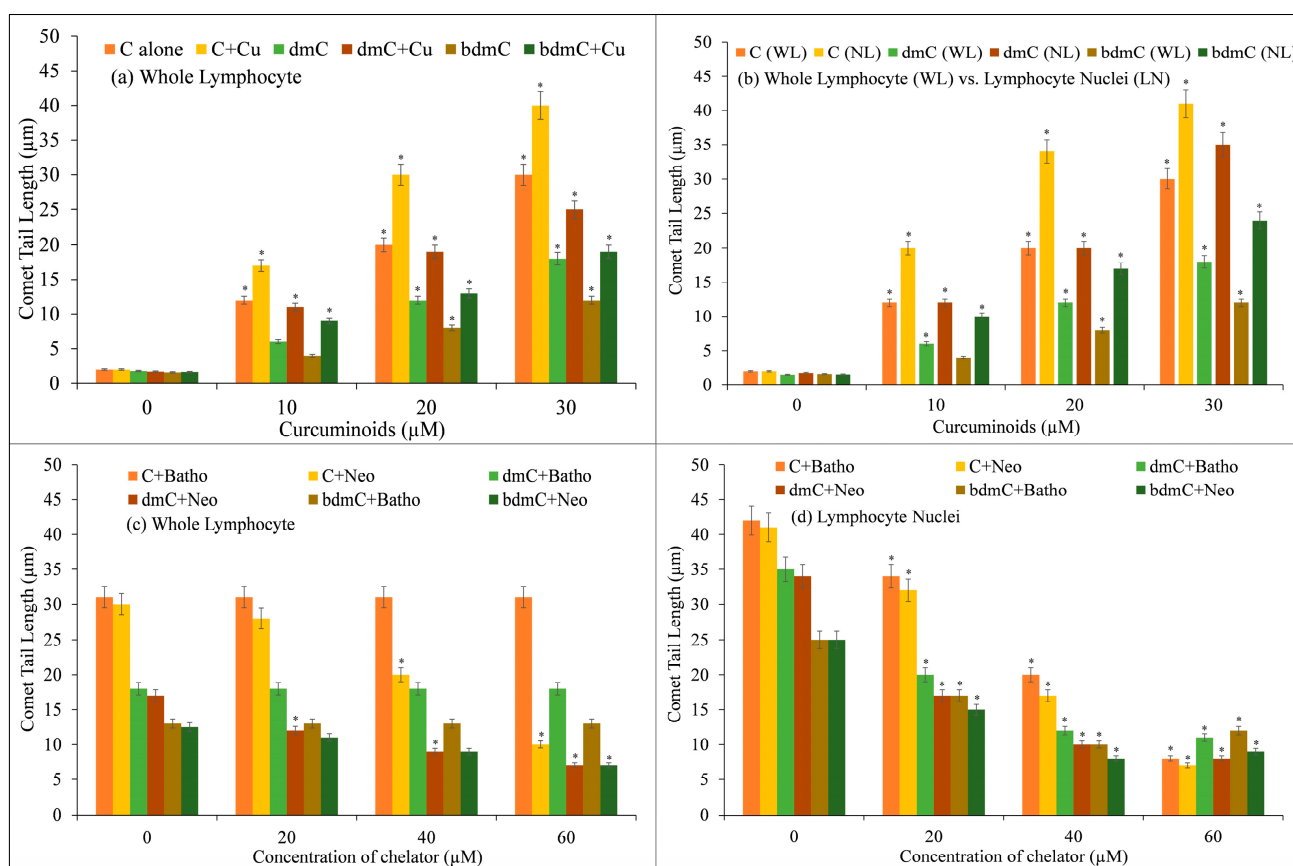 C alone C+Cu dmC dmC+Cu bdmC bdmC+Cu
(a) Whole Lymphocyte
Comet Tail Length (µm)
50
45
40
35
30
25
20
15
10
5
0
* * * * * * * * * * * * * * * *
0 10 20 30
Curcuminoids (µM)
C (WL) C (NL) dmC (WL) dmC (NL) bdmC (WL) bdmC (NL)
(b) Whole Lymphocyte (WL) vs. Lymphocyte Nuclei (LN)
Comet Tail Length (µm)
50
45
40
35
30
25
20
15
10
5
0
* * * * * * * * * * * * * * * * *
0 10 20 30
Curcuminoids (µM)
C+Batho C+Neo dmC+Batho
dmC+Neo bdmC+Batho bdmC+Neo
(c) Whole Lymphocyte
Comet Tail Length (µm)
50
45
40
35
30
25
20
15
10
5
0
* * * * * *
0 20 40 60
Concentration of chelator (µM)
C+Batho C+Neo dmC+Batho
dmC+Neo bdmC+Batho bdmC+Neo
(d) Lymphocyte Nuclei
Comet Tail Length (µm)
50
45
40
35
30
25
20
15
10
5
0
* * * * * * * * * * * * * * * * * *
0 20 40 60
Concentration of chelator (µM)